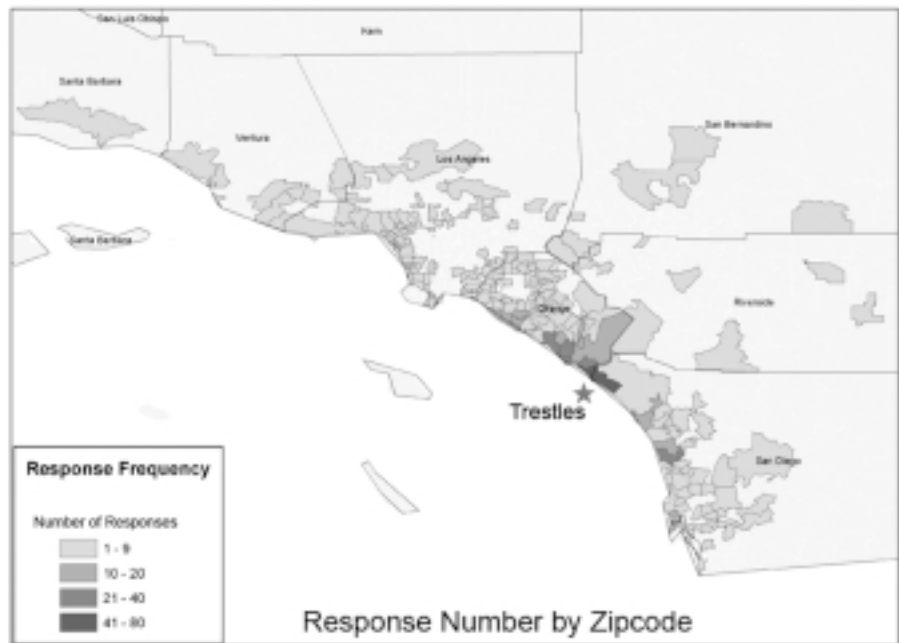 San Luis Obispo
Kern
Santa Barbara
Ventura
Los Angeles
San Bernardino
Santa Barbara
Orange
Riverside
Trestles
San Diego
Response Frequency
Number of Responses
1 - 9
10 - 20
21 - 40
41 - 80
Response Number by Zipcode